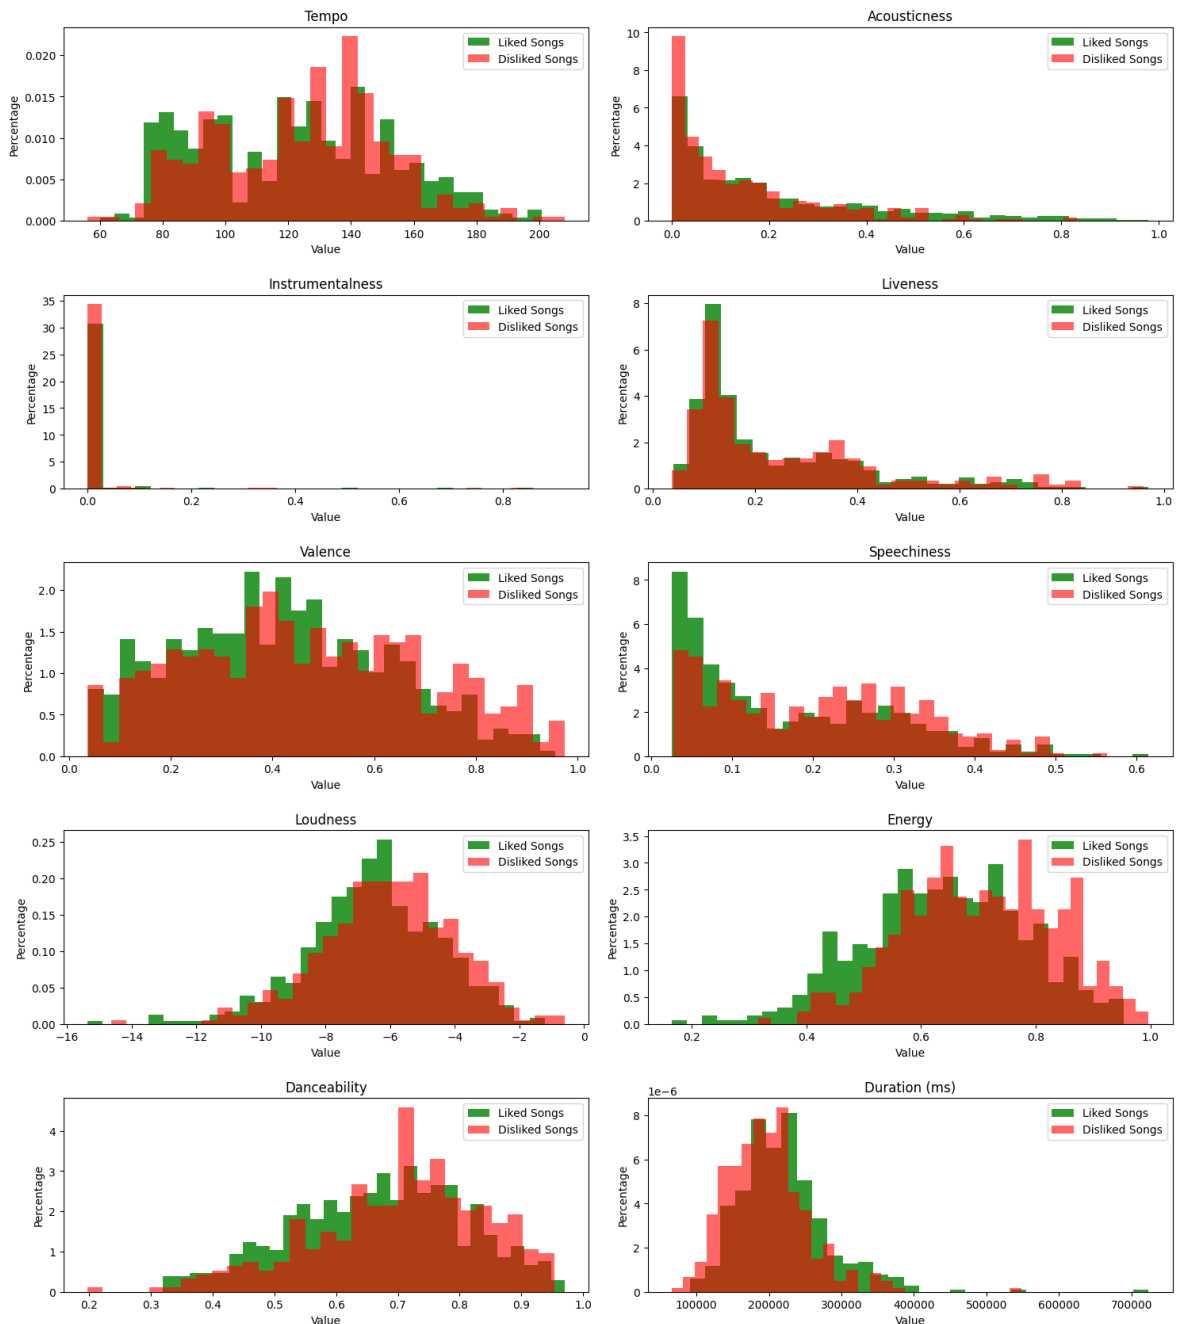 Tempo
Liked Songs
Disliked Songs
0.020
0.015
0.010
0.005
0.000
Percentage
60 80 100 120 140 160 180 200
Value
Acousticness
Liked Songs
Disliked Songs
10
8
6
4
2
0
Percentage
0.0 0.2 0.4 0.6 0.8 1.0
Value
Instrumentalness
Liked Songs
Disliked Songs
35
30
25
20
15
10
5
0
Percentage
0.0 0.2 0.4 0.6 0.8
Value
Liveness
Liked Songs
Disliked Songs
8
6
4
2
0
Percentage
0.0 0.2 0.4 0.6 0.8 1.0
Value
Valence
Liked Songs
Disliked Songs
2.0
1.5
1.0
0.5
0.0
Percentage
0.0 0.2 0.4 0.6 0.8 1.0
Value
Speechiness
Liked Songs
Disliked Songs
8
6
4
2
0
Percentage
0.0 0.1 0.2 0.3 0.4 0.5 0.6
Value
Loudness
Liked Songs
Disliked Songs
0.25
0.20
0.15
0.10
0.05
0.00
Percentage
−16 −14 −12 −10 −8 −6 −4 −2 0
Value
Energy
Liked Songs
Disliked Songs
3.5
3.0
2.5
2.0
1.5
1.0
0.5
0.0
Percentage
0.2 0.4 0.6 0.8 1.0
Value
Danceability
Liked Songs
Disliked Songs
4
3
2
1
0
Percentage
0.2 0.3 0.4 0.5 0.6 0.7 0.8 0.9 1.0
Value
Duration (ms)
1e−6
Liked Songs
Disliked Songs
8
6
4
2
0
Percentage
100000 200000 300000 400000 500000 600000 700000
Value